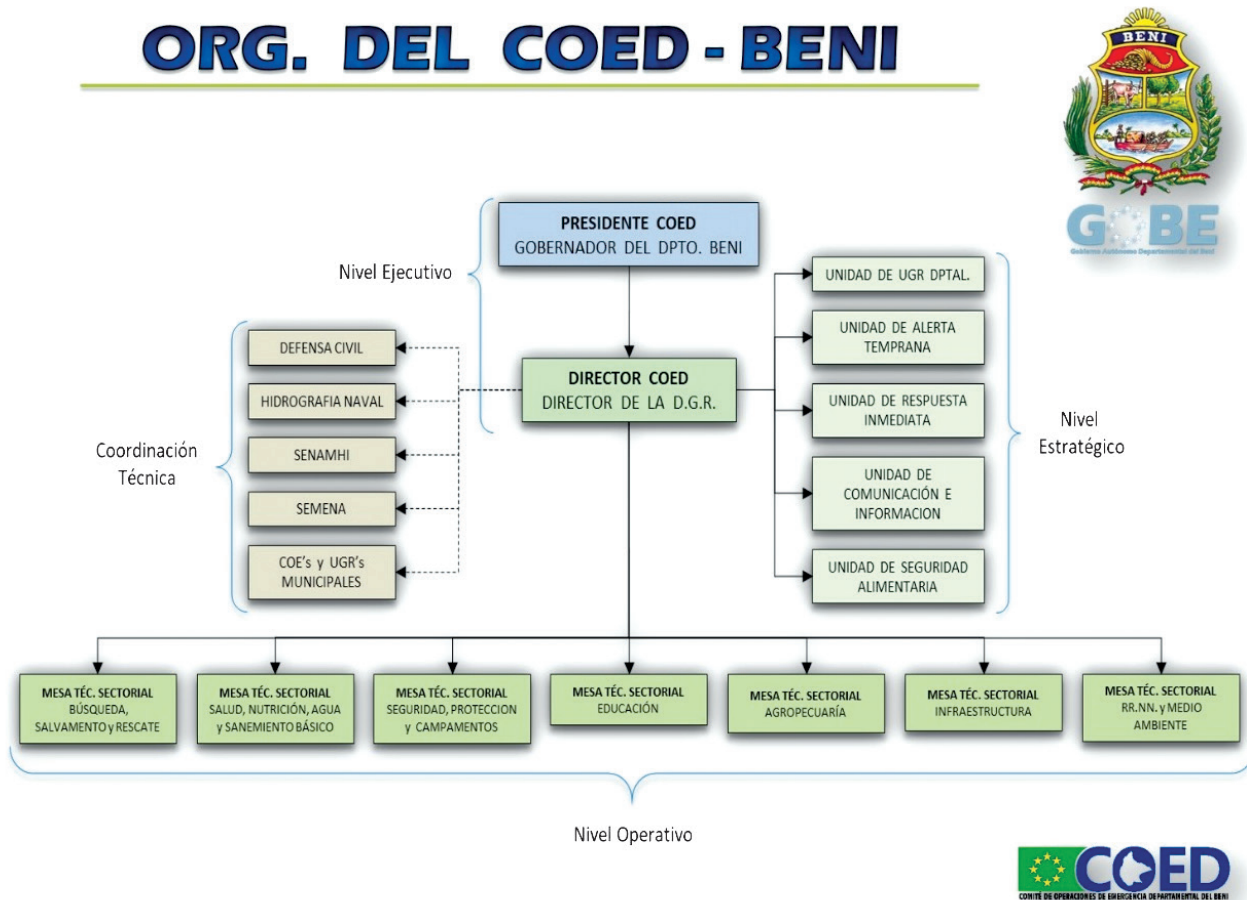 ORG. DEL COED - BENI
BENI
GOBE
Gobierno Autónomo Departamental del Beni
PRESIDENTE COED
GOBERNADOR DEL DPTO. BENI
Nivel Ejecutivo
DIRECTOR COED
DIRECTOR DE LA D.G.R.
Coordinación
Técnica
DEFENSA CIVIL
HIDROGRAFIA NAVAL
SENAMHI
SEMENA
COE's y UGR's
MUNICIPALES
UNIDAD DE UGR DPTAL.
UNIDAD DE ALERTA
TEMPRANA
UNIDAD DE RESPUESTA
INMEDIATA
UNIDAD DE
COMUNICACIÓN E
INFORMACION
UNIDAD DE SEGURIDAD
ALIMENTARIA
Nivel
Estratégico
MESA TÉC. SECTORIAL
BÚSQUEDA,
SALVAMENTO y RESCATE
MESA TÉC. SECTORIAL
SALUD, NUTRICIÓN, AGUA
y SANEMIENTO BÁSICO
MESA TÉC. SECTORIAL
SEGURIDAD, PROTECCION
y CAMPAMENTOS
MESA TÉC. SECTORIAL
EDUCACIÓN
MESA TÉC. SECTORIAL
AGROPECUARÍA
MESA TÉC. SECTORIAL
INFRAESTRUCTURA
MESA TÉC. SECTORIAL
RR.NN. y MEDIO
AMBIENTE
Nivel Operativo
COED
COMITÉ DE OPERACIONES DE EMERGENCIA DEPARTAMENTAL DEL BENI